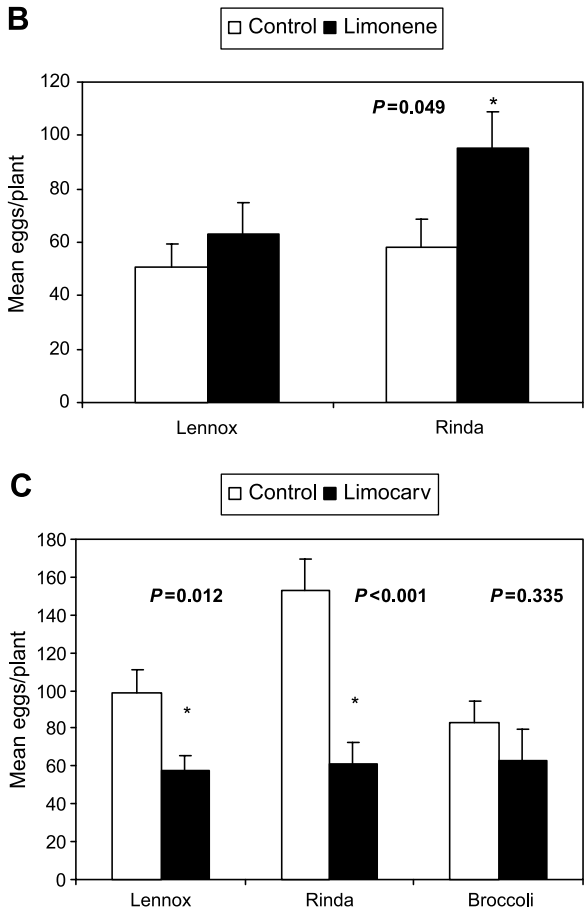 B
Control Limonene
120
100
80
60
40
20
0
Mean eggs/plant
P=0.049
*
Lennox Rinda
C
Control Limocarv
180
160
140
120
100
80
60
40
20
0
Mean eggs/plant
P=0.012 P<0.001 P=0.335
*
*
Lennox Rinda Broccoli